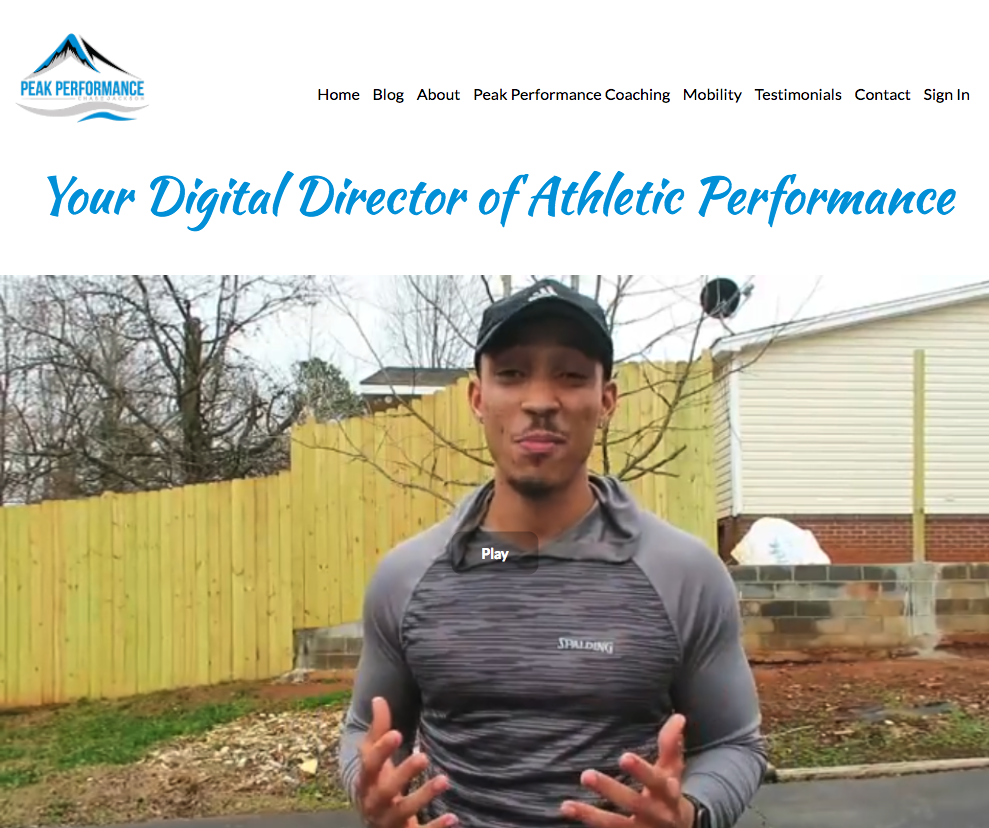 PEAK PERFORMANCE
Home Blog About Peak Performance Coaching Mobility Testimonials Contact Sign In
Your Digital Director of Athletic Performance
Play
SPALDING